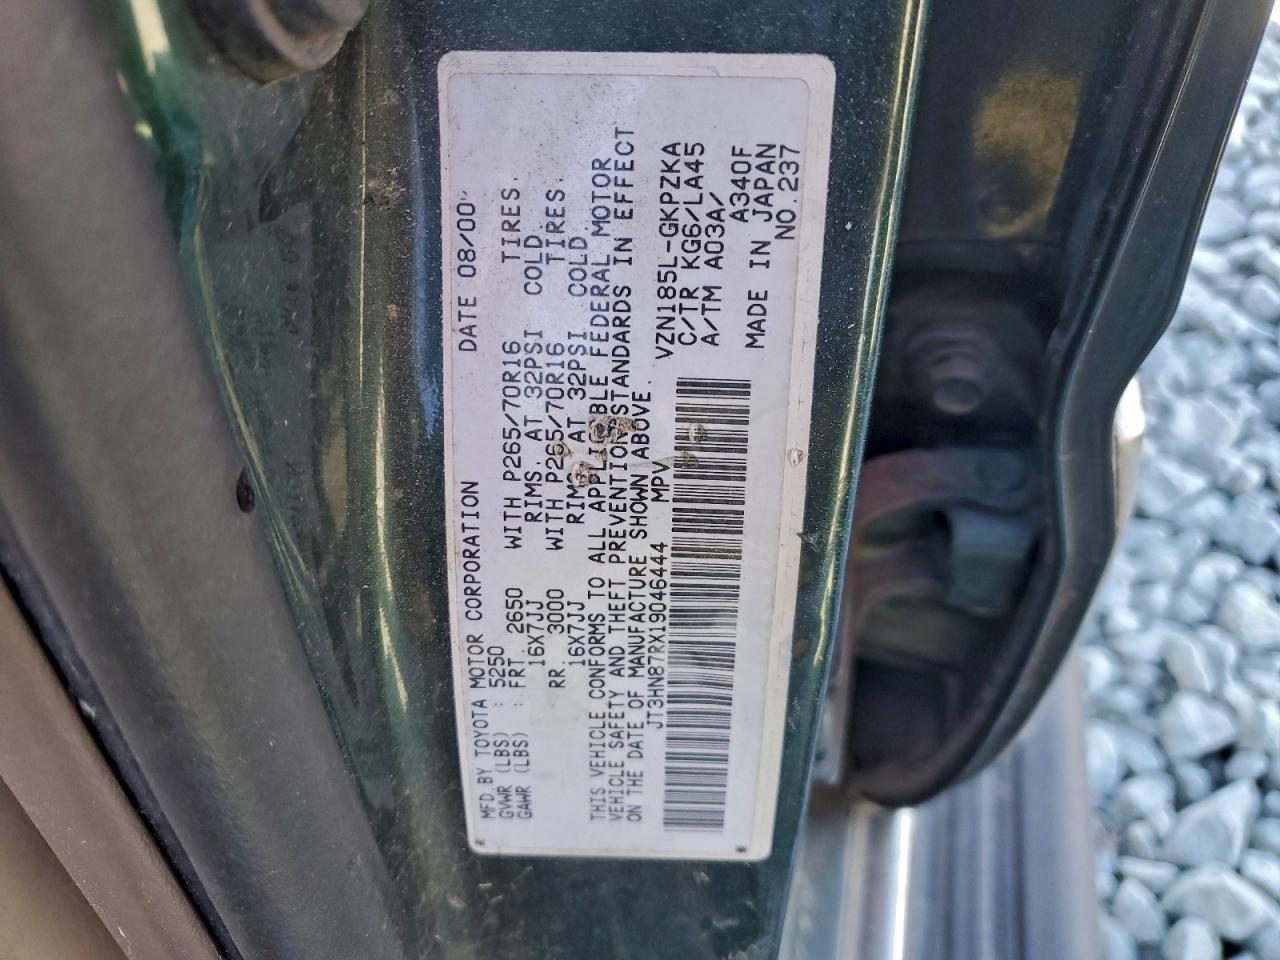 MFD BY TOYOTA MOTOR CORPORATION DATE 08/00
GVWR (LBS) : 5250
GAWR (LBS) : FRT. 2650 WITH P265/70R16 TIRES,
16X7JJ RIMS, AT 32PSI COLD.
RR. 3000 WITH P265/70R16 TIRES,
16X7JJ RIMS, AT 32PSI COLD.
THIS VEHICLE CONFORMS TO ALL APPLICABLE FEDERAL MOTOR
VEHICLE SAFETY AND THEFT PREVENTION STANDARDS IN EFFECT
ON THE DATE OF MANUFACTURE SHOWN ABOVE.
JT3HN87RX19046444 MPV VZN185L-GKPZKA
C/TR KG6/LA45
A/TM A03A/
A340F
MADE IN JAPAN
NO.237